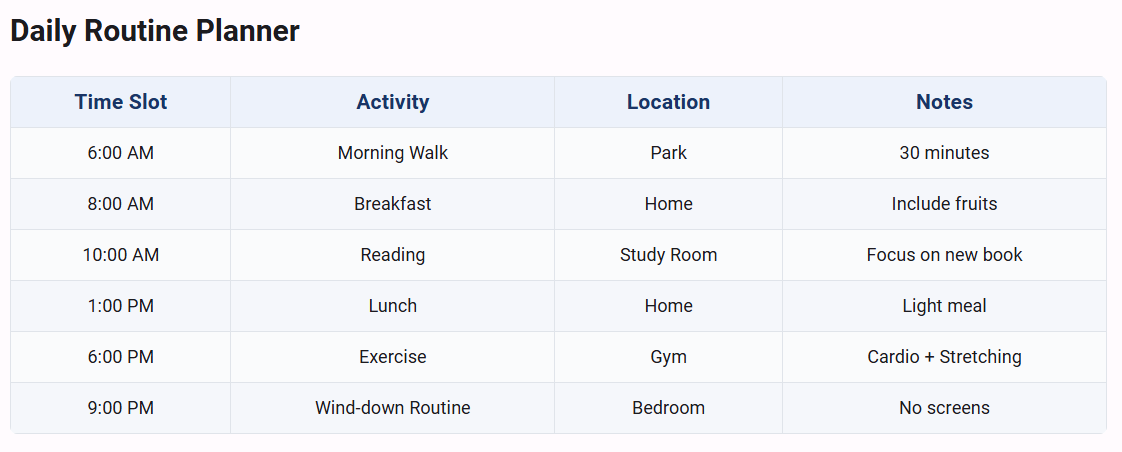 Daily Routine Planner
Time Slot Activity Location Notes
6:00 AM Morning Walk Park 30 minutes
8:00 AM Breakfast Home Include fruits
10:00 AM Reading Study Room Focus on new book
1:00 PM Lunch Home Light meal
6:00 PM Exercise Gym Cardio + Stretching
9:00 PM Wind-down Routine Bedroom No screens